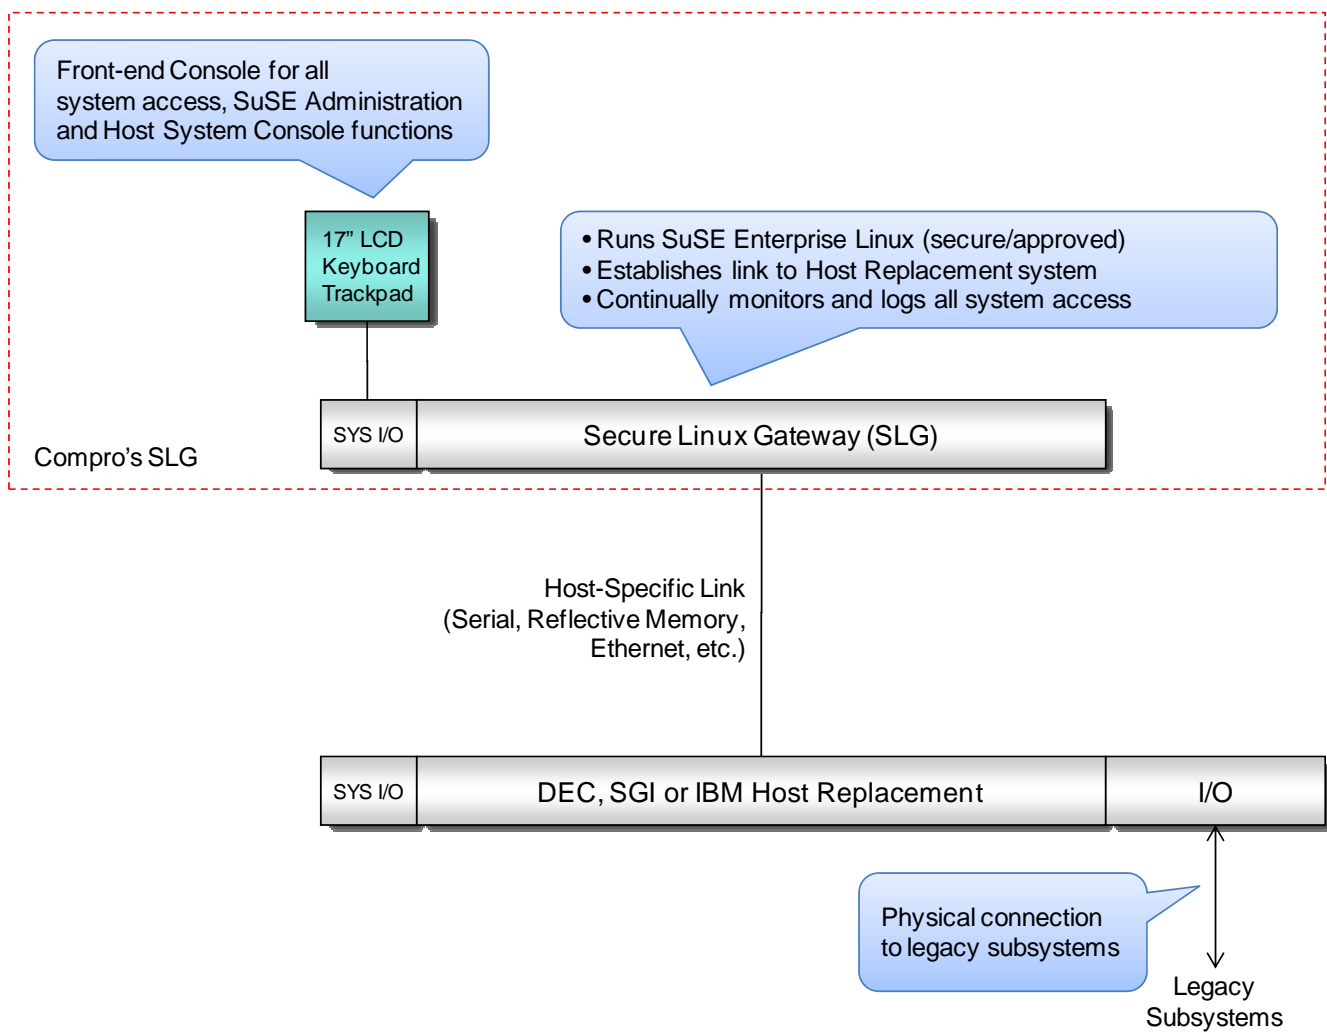 Front-end Console for all
system access, SuSE Administration
and Host System Console functions
17” LCD
Keyboard
Trackpad
• Runs SuSE Enterprise Linux (secure/approved)
• Establishes link to Host Replacement system
• Continually monitors and logs all system access
SYS I/O
Secure Linux Gateway (SLG)
Compro’s SLG
Host-Specific Link
(Serial, Reflective Memory,
Ethernet, etc.)
SYS I/O
DEC, SGI or IBM Host Replacement
I/O
Physical connection
to legacy subsystems
Legacy
Subsystems